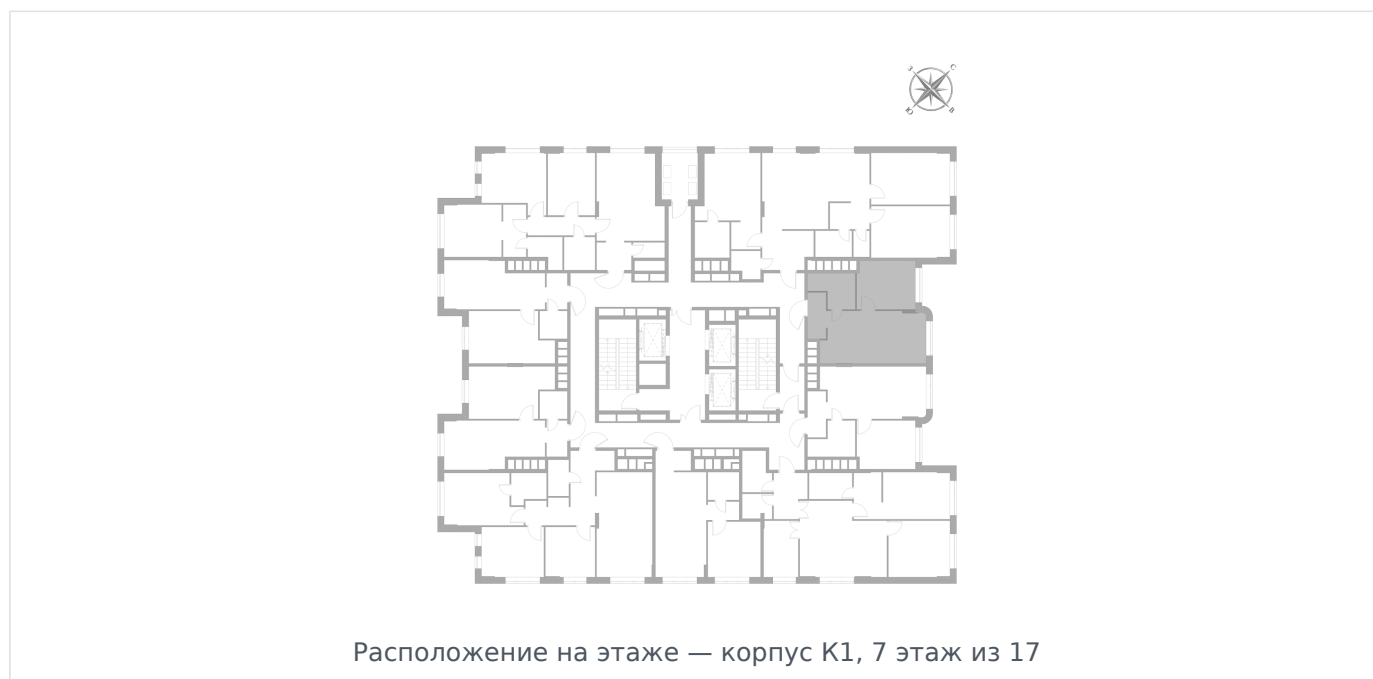 З С
Ю В
Расположение на этаже — корпус К1, 7 этаж из 17